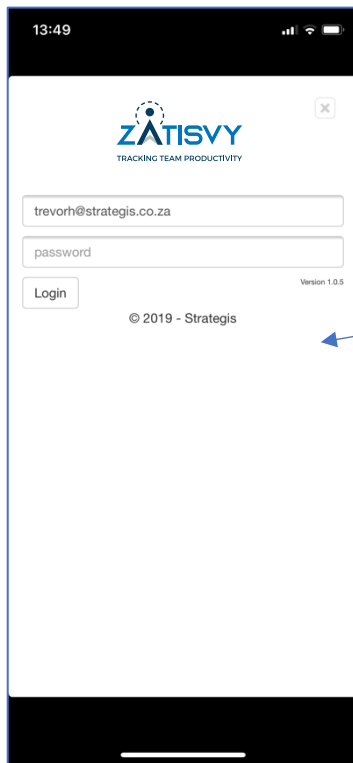 13:49
ZATISVY
TRACKING TEAM PRODUCTIVITY
trevorh@strategis.co.za
password
Version 1.0.5
Login
© 2019 - Strategis